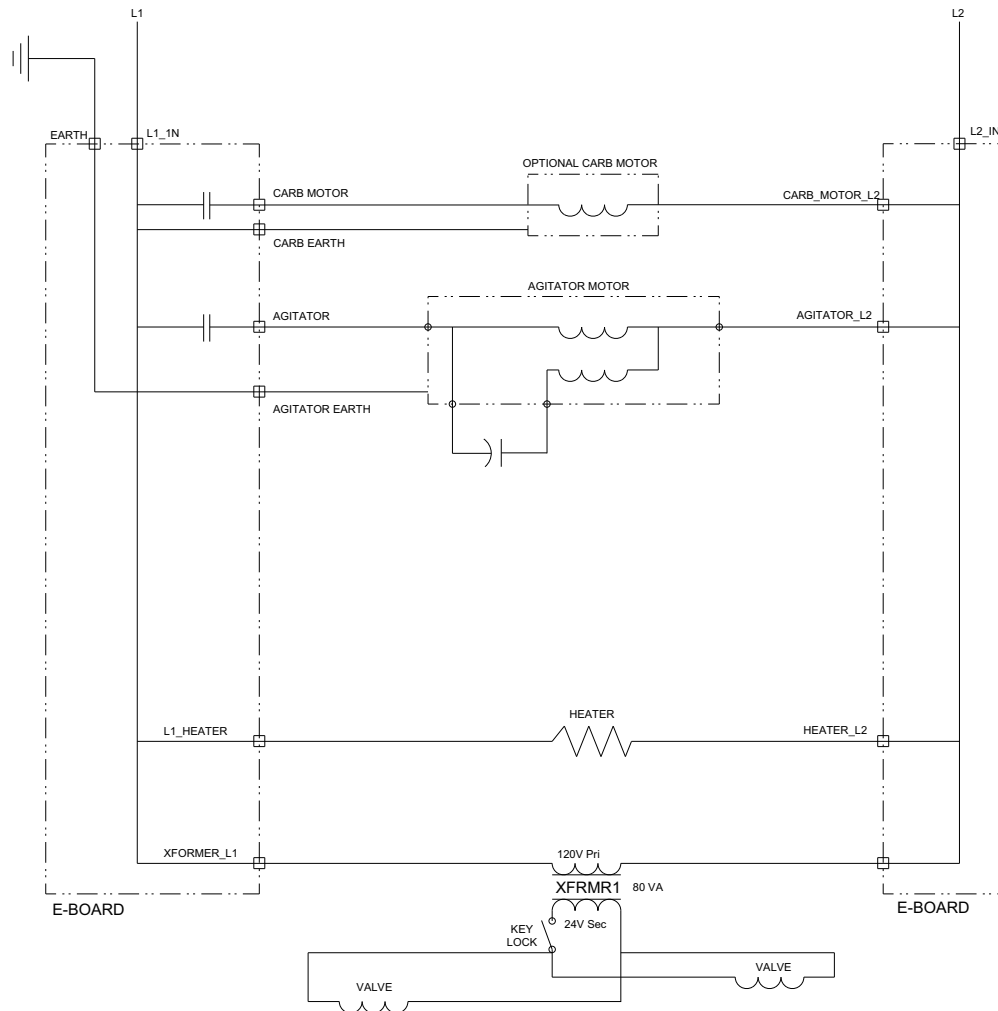 L1
L2
EARTH
L1_1N
L2_IN
OPTIONAL CARB MOTOR
CARB MOTOR
CARB_MOTOR_L2
CARB EARTH
AGITATOR MOTOR
AGITATOR
AGITATOR_L2
AGITATOR EARTH
HEATER
L1_HEATER
HEATER_L2
XFORMER_L1
120V Pri
XFRMR1
80 VA
E-BOARD
E-BOARD
24V Sec
KEY
LOCK
VALVE
VALVE